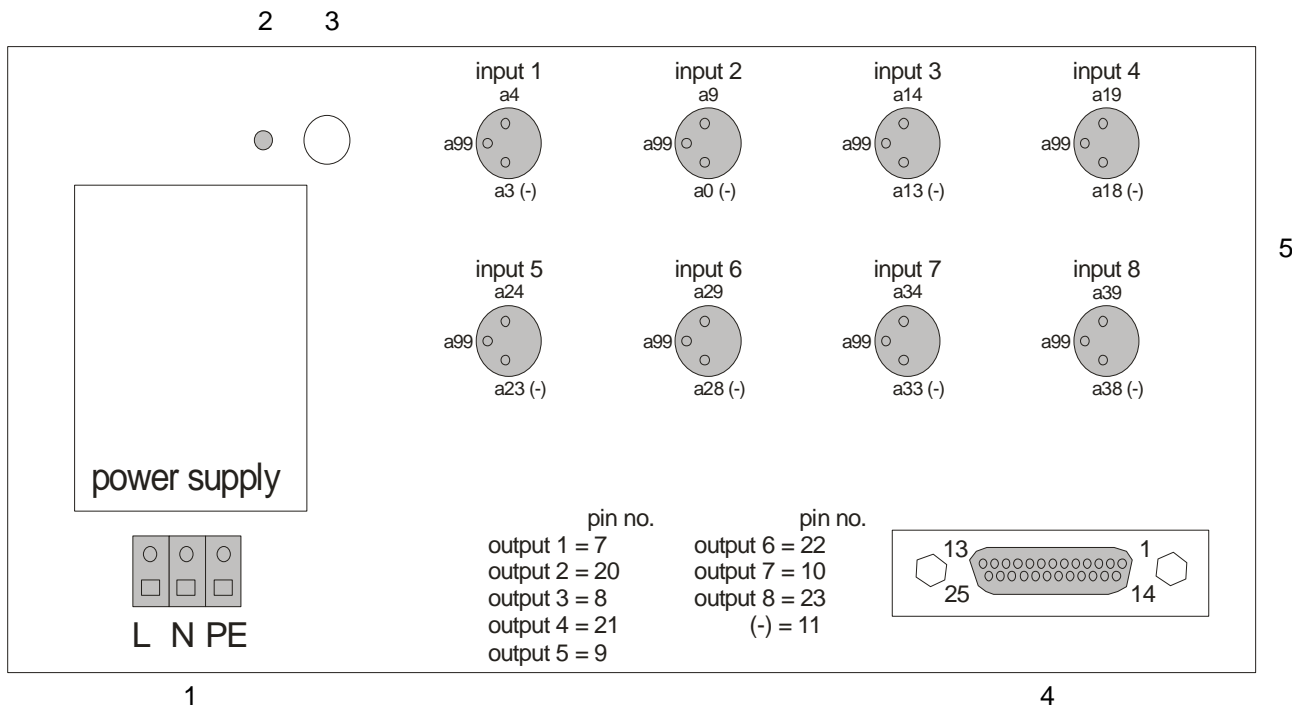 2 3
input 1 input 2 input 3 input 4
a4 a9 a14 a19
a99 a99 a99 a99
a3 (-) a0 (-) a13 (-) a18 (-)
5
input 5 input 6 input 7 input 8
a24 a29 a34 a39
a99 a99 a99 a99
a23 (-) a28 (-) a33 (-) a38 (-)
power supply
pin no. pin no.
output 1 = 7 output 6 = 22
output 2 = 20 output 7 = 10
output 3 = 8 output 8 = 23
output 4 = 21 (-) = 11
output 5 = 9
13 1
25 14
L N PE
1 4